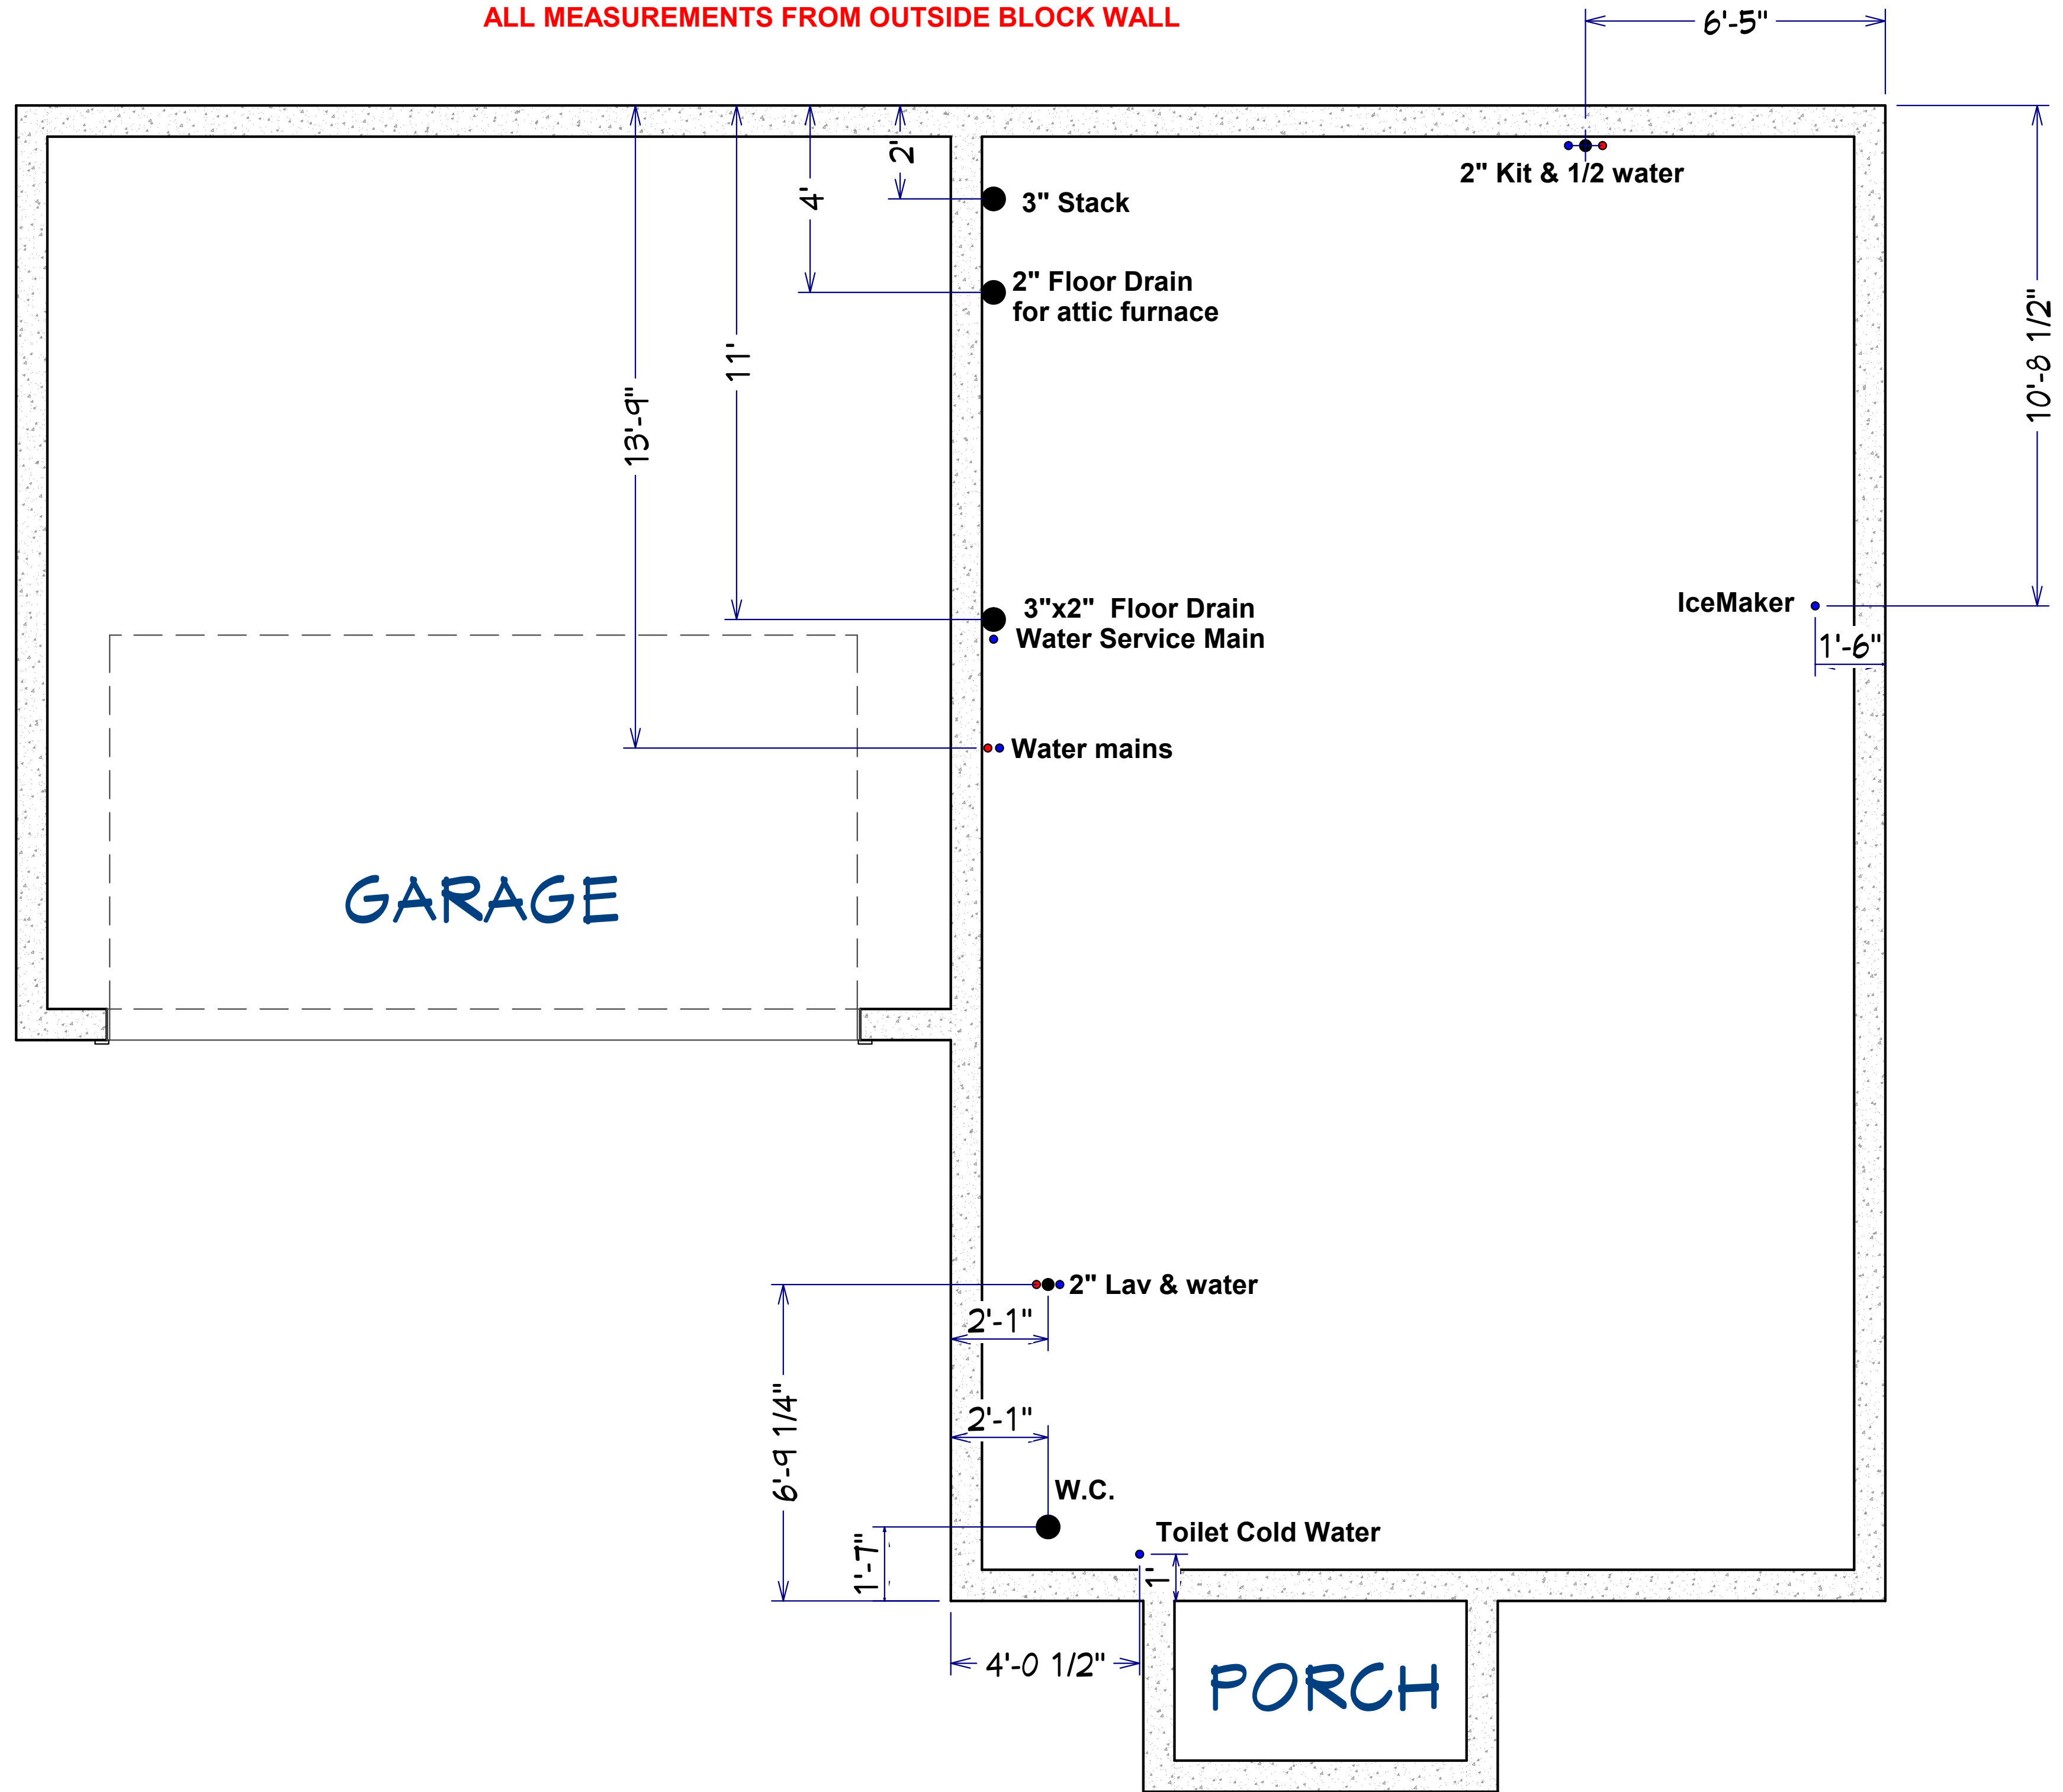 ALL MEASUREMENTS FROM OUTSIDE BLOCK WALL
6'-5"
2'
4'
11'
13'-9"
10'-8 1/2"
2" Kit & 1/2 water
3" Stack
2" Floor Drain
for attic furnace
3"x2"  Floor Drain
Water Service Main
IceMaker
1'-6"
Water mains
GARAGE
2" Lav & water
2'-1"
2'-1"
6'-9 1/4"
W.C.
1'-7"
Toilet Cold Water
1'
4'-0 1/2"
PORCH